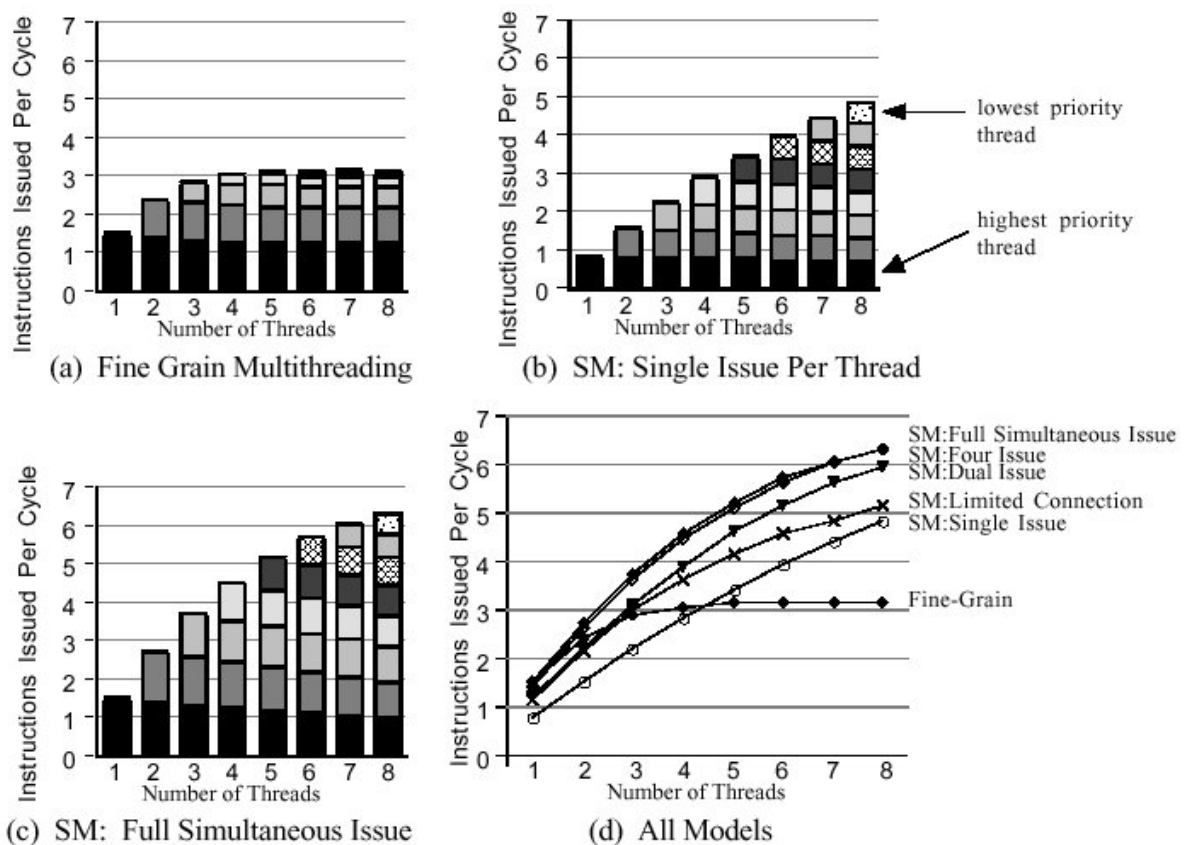 7
6
5
4
3
2
1
0
Instructions Issued Per Cycle
1 2 3 4 5 6 7 8
Number of Threads
(a) Fine Grain Multithreading
7
6
5
4
3
2
1
0
Instructions Issued Per Cycle
1 2 3 4 5 6 7 8
Number of Threads
lowest priority
thread
highest priority
thread
(b) SM: Single Issue Per Thread
7
6
5
4
3
2
1
0
Instructions Issued Per Cycle
1 2 3 4 5 6 7 8
Number of Threads
(c) SM: Full Simultaneous Issue
7
6
5
4
3
2
1
0
Instructions Issued Per Cycle
1 2 3 4 5 6 7 8
Number of Threads
SM:Full Simultaneous Issue
SM:Four Issue
SM:Dual Issue
SM:Limited Connection
SM:Single Issue
Fine-Grain
(d) All Models